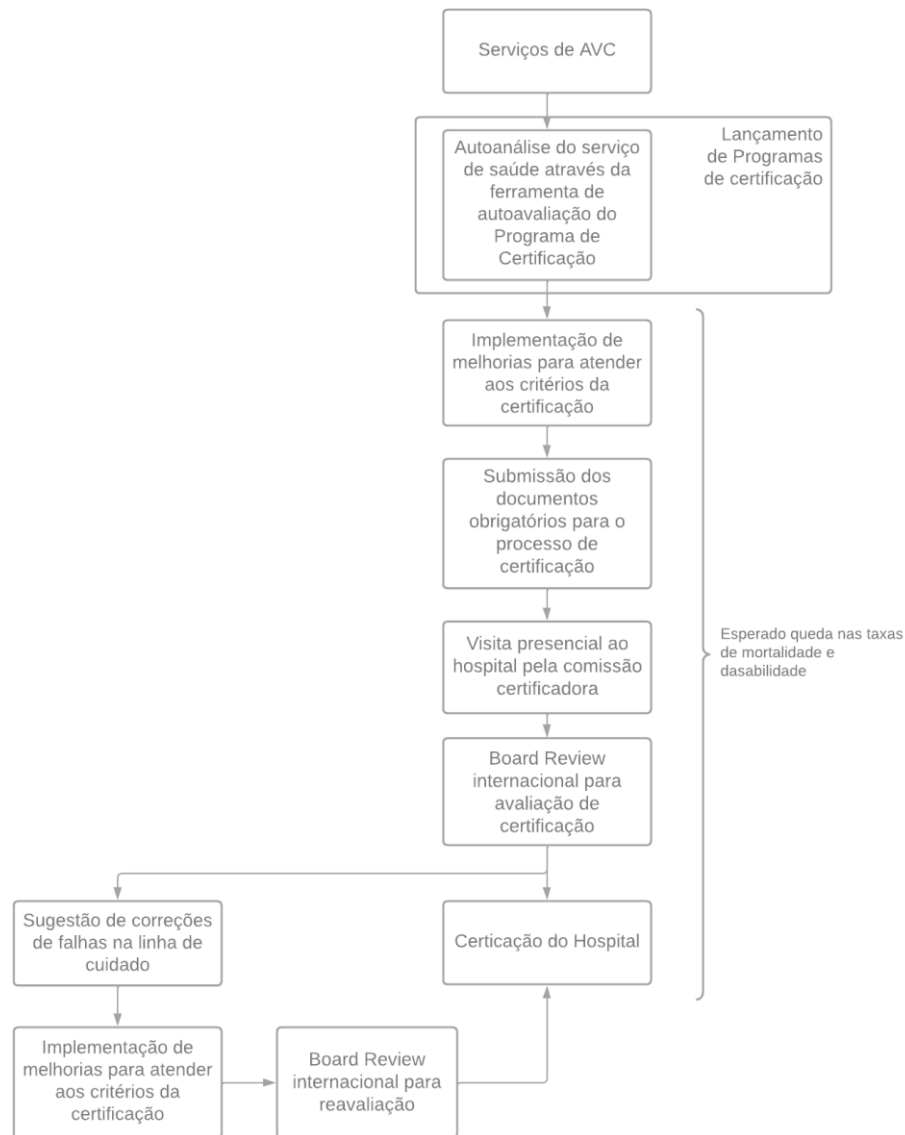 Serviços de AVC
Lançamento
de Programas
de certificação
Autoanálise do serviço
de saúde através da
ferramenta de
autoavaliação do
Programa de
Certificação
Implementação de
melhorias para atender
aos critérios da
certificação
Submissão dos
documentos
obrigatórios para o
processo de
certificação
Visita presencial ao
hospital pela comissão
certificadora
Esperado queda nas taxas
de mortalidade e
dasabilidade
Board Review
internacional para
avaliação de
certificação
Sugestão de correções
de falhas na linha de
cuidado
Certicação do Hospital
Implementação de
melhorias para atender
aos critérios da
certificação
Board Review
internacional para
reavaliação